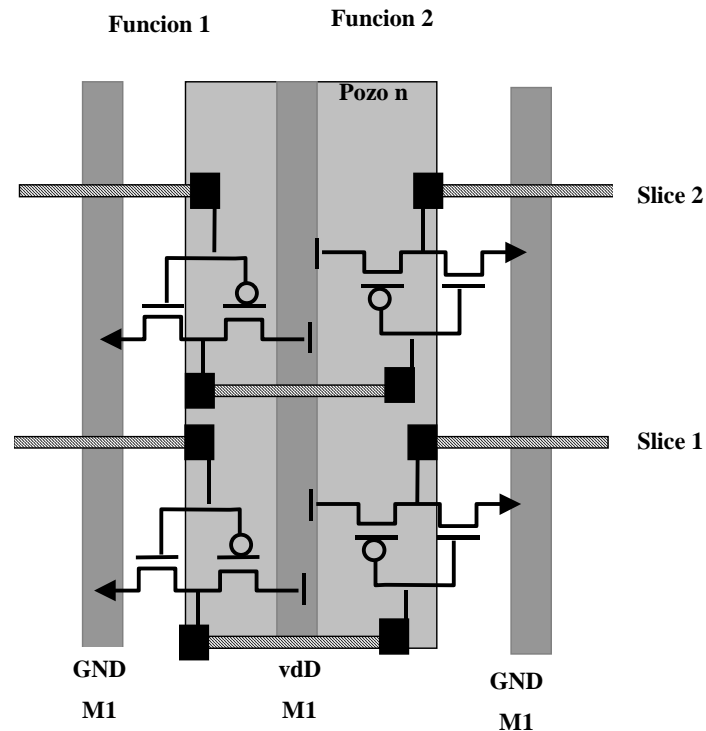 Funcion 1
Funcion 2
Pozo n
Slice 2
Slice 1
GND
vdD
GND
M1
M1
M1